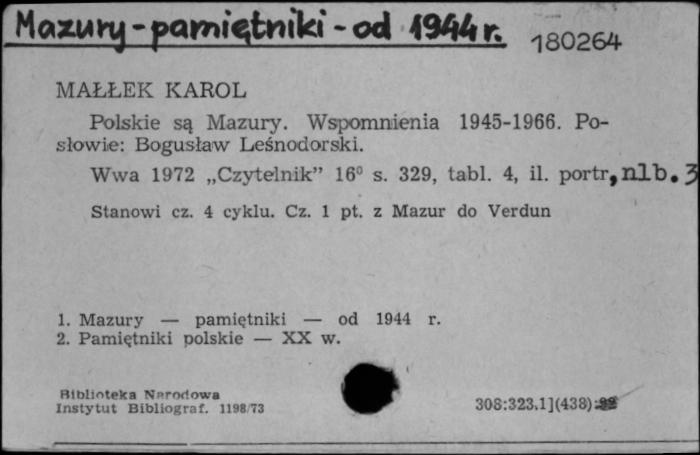 Mazury - pamiętniki - od 1944 r.
180264
MAŁŁEK KAROL
Polskie są Mazury. Wspomnienia 1945-1966. Po-
słowie: Bogusław Leśnodorski.
Wwa 1972 „Czytelnik” 16⁰ s. 329, tabl. 4, il. portr, nlb. 3
Stanowi cz. 4 cyklu. Cz. 1 pt. z Mazur do Verdun
1. Mazury — pamiętniki — od 1944 r.
2. Pamiętniki polskie — XX w.
Biblioteka Narodowa
Instytut Bibliograf. 1198/73
308:323.1](438):